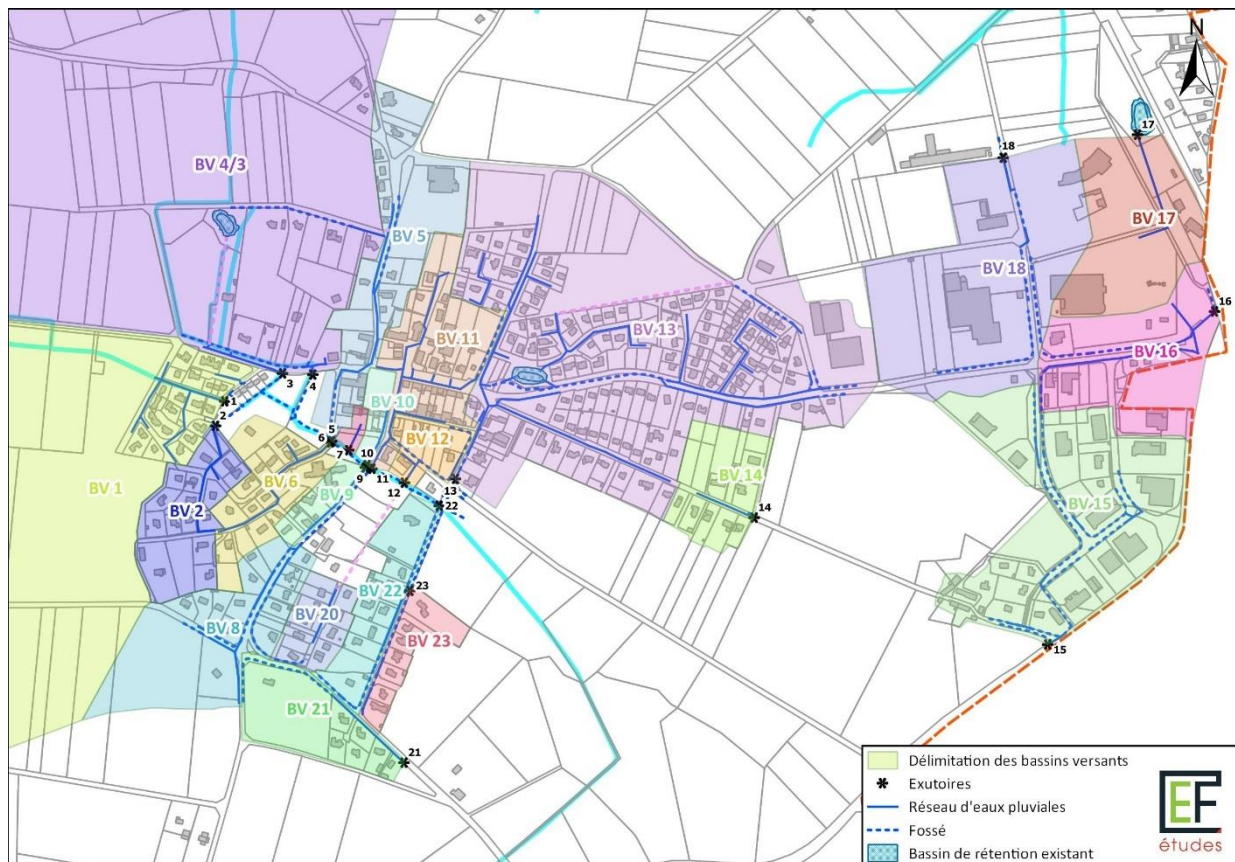 N
17
18
BV 4/3
BV 17
BV 5
BV 18
16
BV 11
BV 13
BV 16
3
4
1
2
BV 10
5
6
7
BV 12
10
9
11
12
13
22
BV 14
14
BV 1
BV 6
BV 9
BV 2
BV 15
23
BV 22
BV 20
BV 8
BV 23
15
BV 21
21
Délimitation des bassins versants
Exutoires
Réseau d'eaux pluviales
Fossé
Bassin de rétention existant
CEF
études